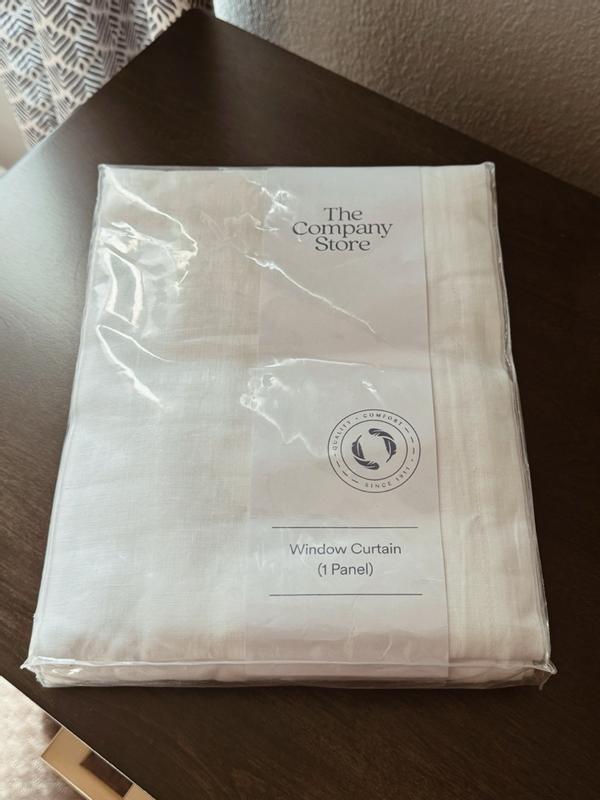 The
Company
Store
QUALITY • COMFORT
SINCE 1911
Window Curtain
(1 Panel)